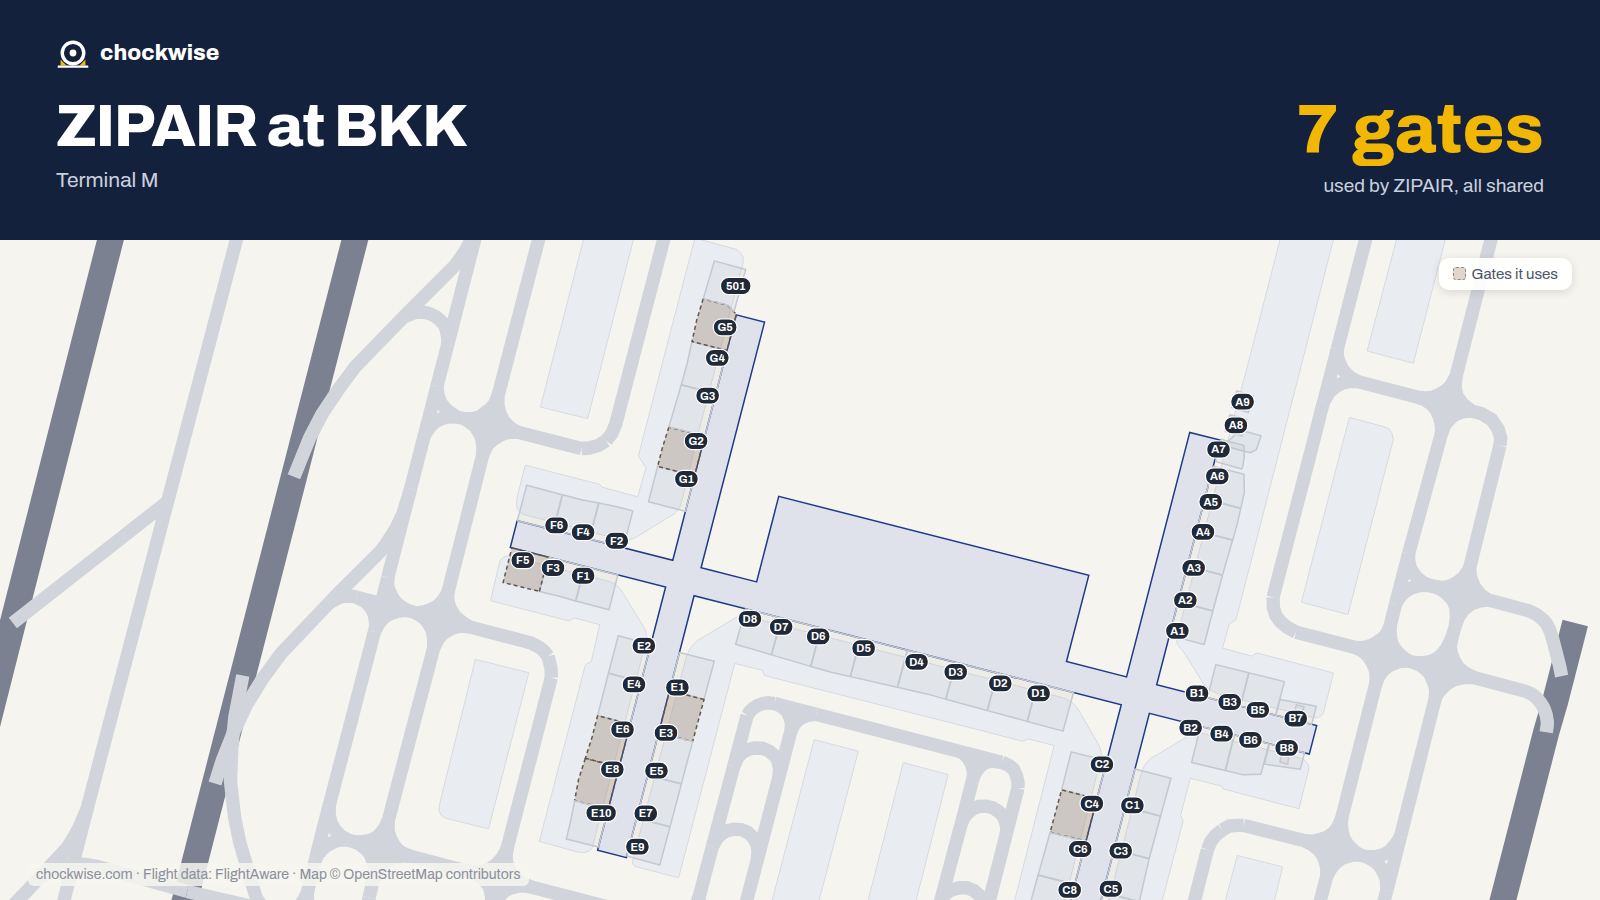 chockwise
ZIPAIR at BKK
Terminal M
7 gates
used by ZIPAIR, all shared
Gates it uses
501
G5
G4
G3
G2
G1
F6
F4
F2
F5
F3
F1
E2
E4
E1
E6
E3
E8
E5
E10
E7
E9
D8
D7
D6
D5
D4
D3
D2
D1
A9
A8
A7
A6
A5
A4
A3
A2
A1
B1
B3
B5
B7
B2
B4
B6
B8
C2
C4
C1
C6
C3
C8
C5
chockwise.com · Flight data: FlightAware · Map © OpenStreetMap contributors